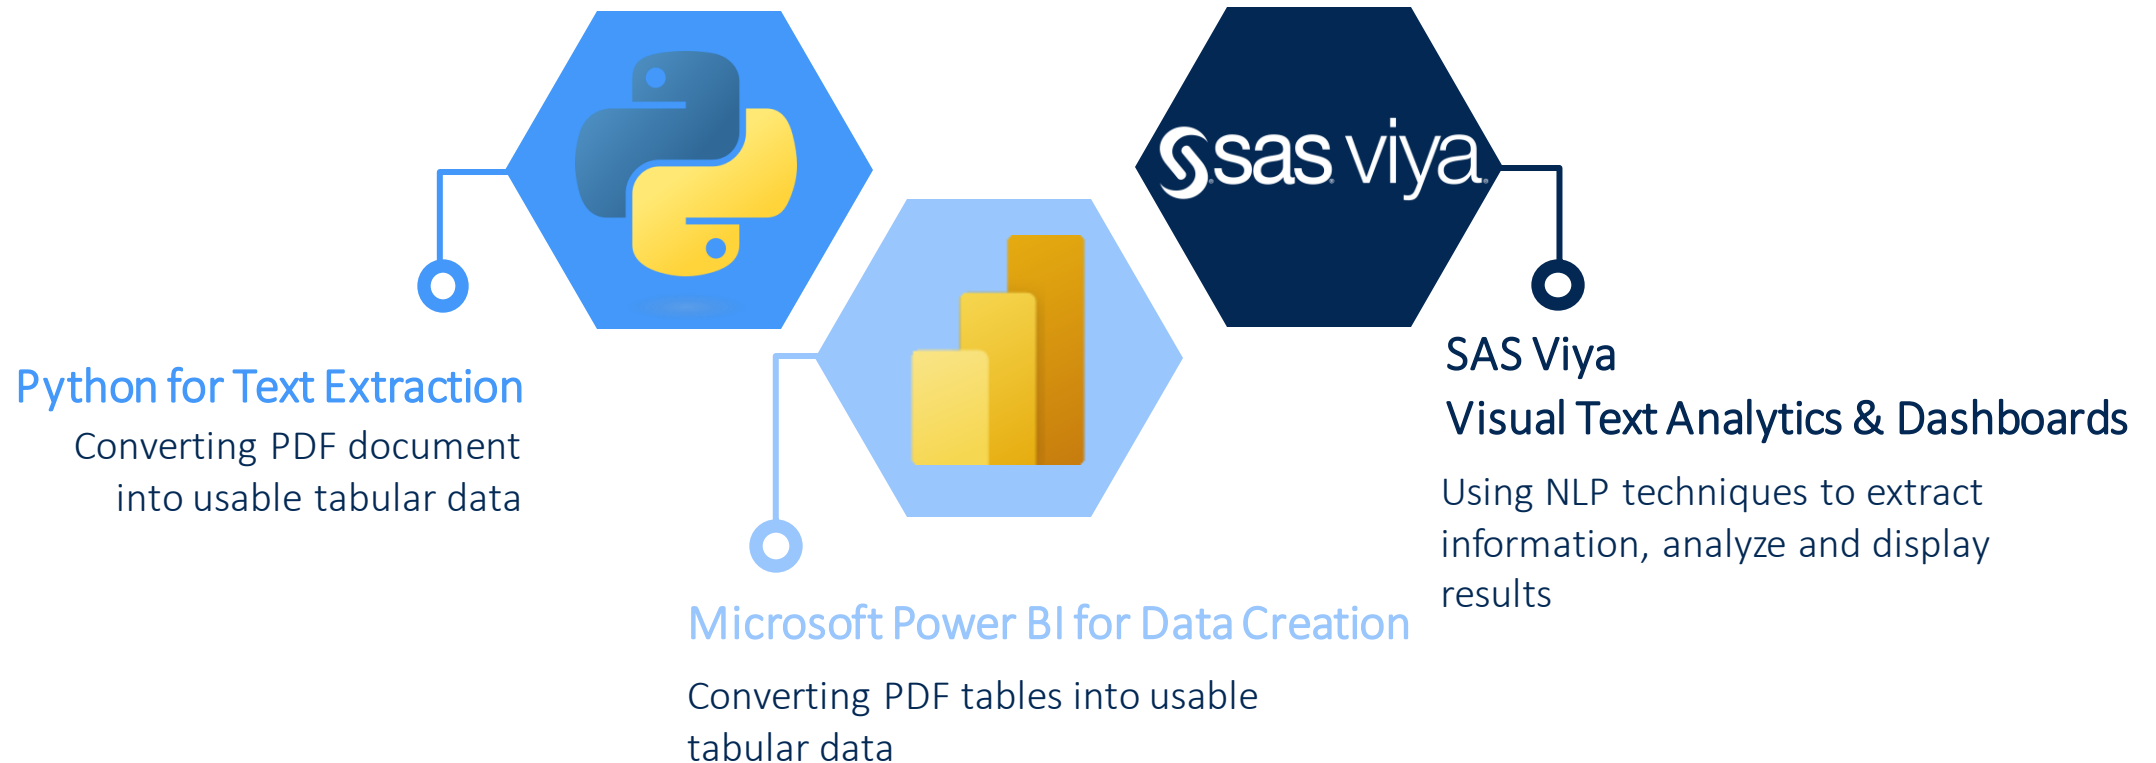 sas viya
Python for Text Extraction
Converting PDF document
into usable tabular data
Microsoft Power BI for Data Creation
Converting PDF tables into usable
tabular data
SAS Viya
Visual Text Analytics & Dashboards
Using NLP techniques to extract
information, analyze and display
results